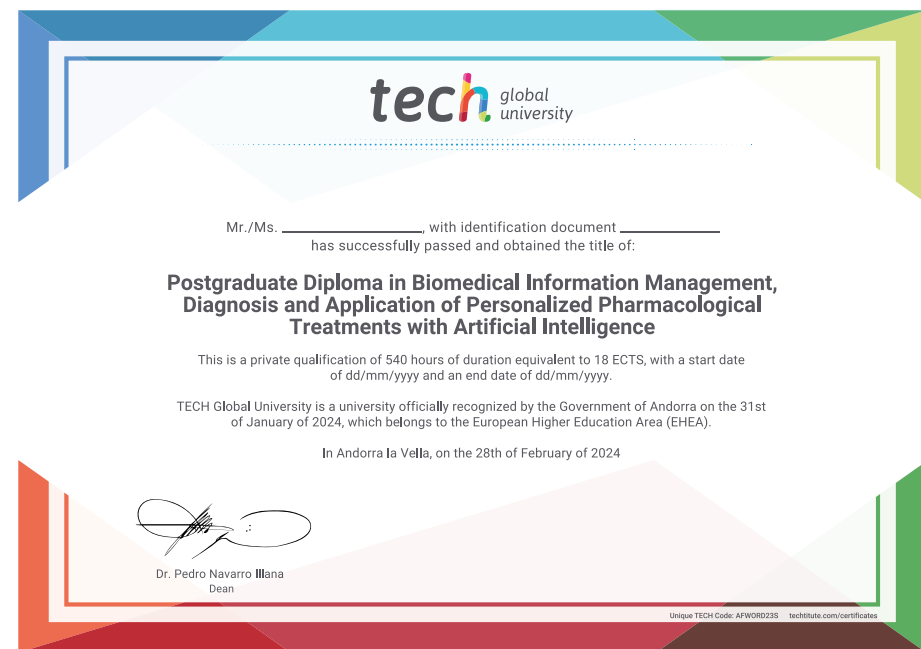 tech global university
Mr./Ms. ____________, with identification document ____________
has successfully passed and obtained the title of:
Postgraduate Diploma in Biomedical Information Management,
Diagnosis and Application of Personalized Pharmacological
Treatments with Artificial Intelligence
This is a private qualification of 540 hours of duration equivalent to 18 ECTS, with a start date
of dd/mm/yyyy and an end date of dd/mm/yyyy.
TECH Global University is a university officially recognized by the Government of Andorra on the 31st
of January of 2024, which belongs to the European Higher Education Area (EHEA).
In Andorra la Vella, on the 28th of February of 2024
Dr. Pedro Navarro Illana
Dean
Unique TECH Code: AFWORD23S techtitute.com/certificates